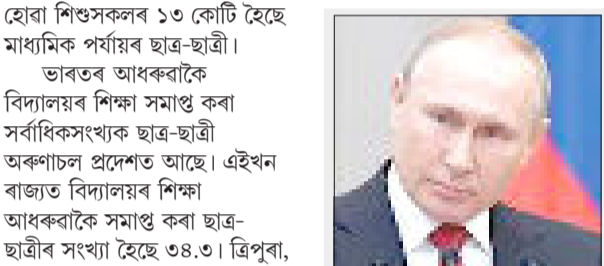 হোৱা শিশুসকলৰ ১৩ কোটি হৈছে
মাধ্যমিক পৰ্যায়ৰ ছাত্ৰ-ছাত্ৰী।
ভাৰতৰ আধৰুৱাকৈ
বিদ্যালয়ৰ শিক্ষা সমাপ্ত কৰা
সৰ্বাধিকসংখ্যক ছাত্ৰ-ছাত্ৰী
অৰুণাচল প্ৰদেশত আছে। এইখন
ৰাজ্যত বিদ্যালয়ৰ শিক্ষা
আধৰুৱাকৈ সমাপ্ত কৰা ছাত্ৰ-
ছাত্ৰীৰ সংখ্যা হৈছে ৩৪.৩। ত্ৰিপুৰা,